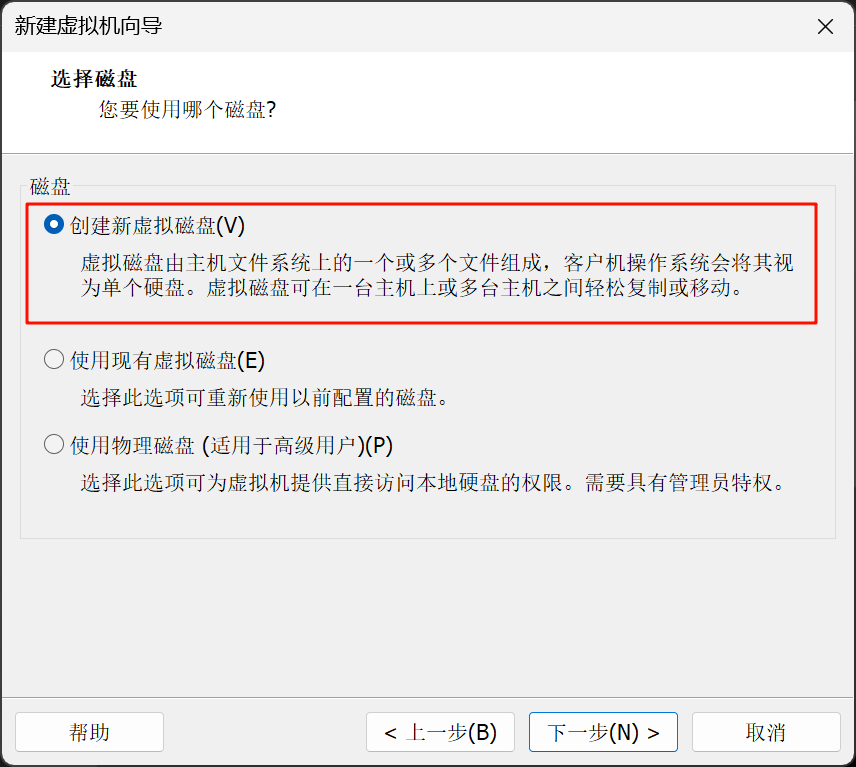 新建虚拟机向导
选择磁盘
您要使用哪个磁盘?
磁盘
创建新虚拟磁盘(V)
虚拟磁盘由主机文件系统上的一个或多个文件组成，客户机操作系统会将其视
为单个硬盘。虚拟磁盘可在一台主机上或多台主机之间轻松复制或移动。
使用现有虚拟磁盘(E)
选择此选项可重新使用以前配置的磁盘。
使用物理磁盘 (适用于高级用户)(P)
选择此选项可为虚拟机提供直接访问本地硬盘的权限。需要具有管理员特权。
帮助
< 上一步(B)
下一步(N) >
取消